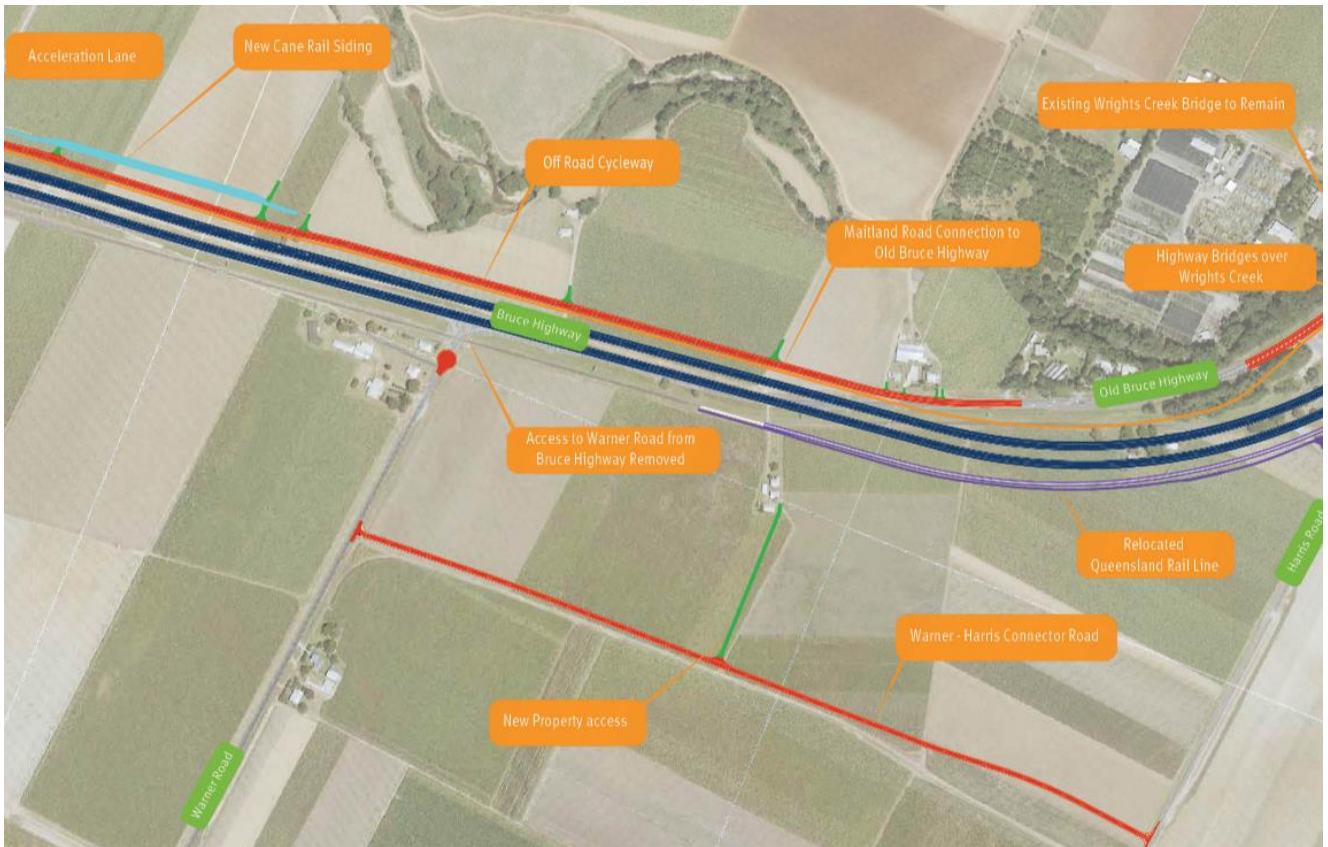 Acceleration Lane
New Cane Rail Siding
Existing Wrights Creek Bridge to Remain
Off Road Cycleway
Maitland Road Connection to
Old Bruce Highway
Highway Bridges over
Wrights Creek
Bruce Highway
Old Bruce Highway
Access to Warner Road from
Bruce Highway Removed
Relocated
Queensland Rail Line
Harris Road
Warner - Harris Connector Road
New Property access
Warner Road